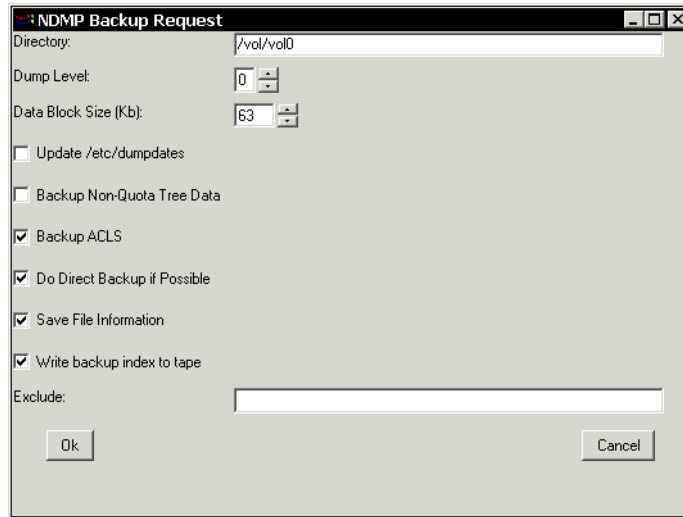 NDMP Backup Request
Directory: /vol/vol0
Dump Level: 0
Data Block Size (Kb): 63
Update /etc/dumpdates
Backup Non-Quota Tree Data
Backup ACLS
Do Direct Backup if Possible
Save File Information
Write backup index to tape
Exclude:
Ok Cancel